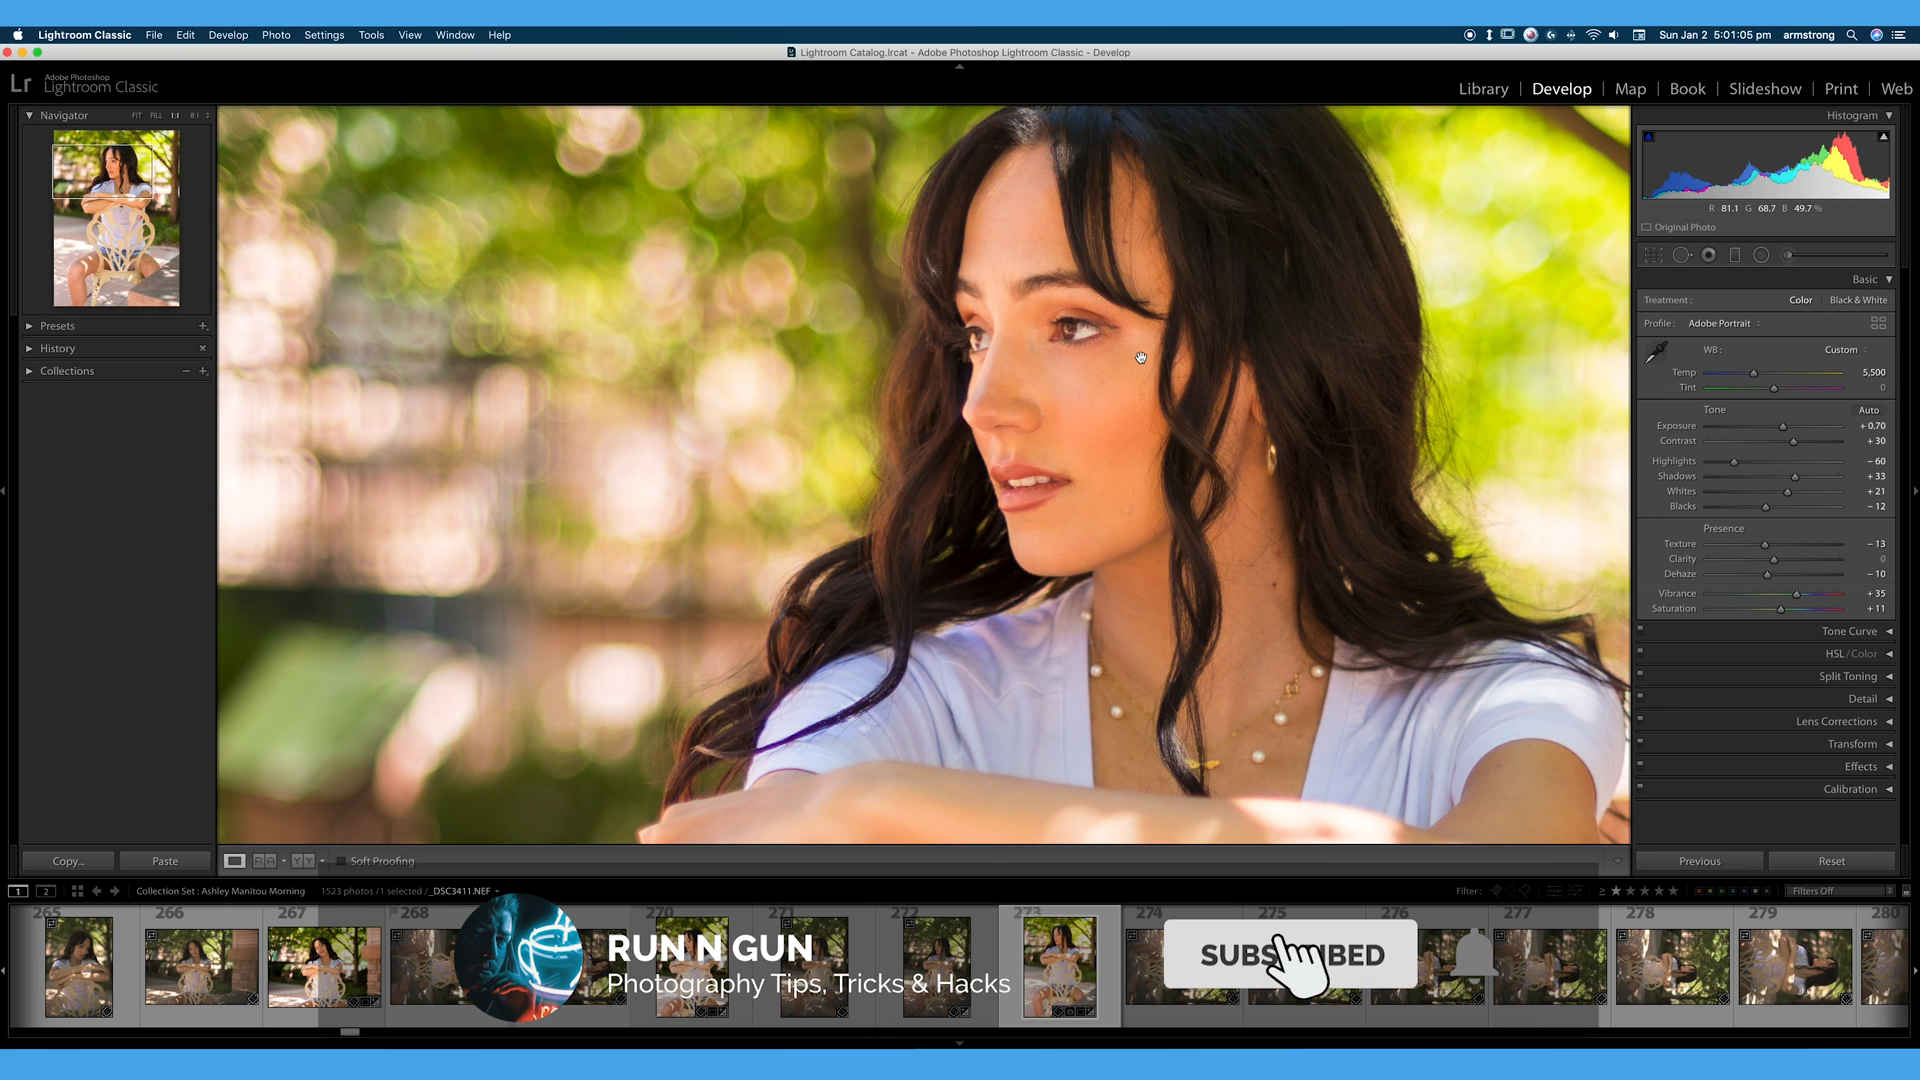 Lightroom Classic File Edit Develop Photo Settings Tools View Window Help
Sun Jan 2 5:01:05 pm armstrong
Lightroom Catalog.lrcat - Adobe Photoshop Lightroom Classic - Develop
Lr Adobe Photoshop
Lightroom Classic
Library | Develop | Map | Book | Slideshow | Print | Web
Navigator FIT FILL 1:1 8:1
Presets
History
Collections
Histogram
R 81.1 G 68.7 B 49.7 %
Original Photo
Basic
Treatment : Color Black & White
Profile : Adobe Portrait
WB : Custom
Temp 5,500
Tint 0
Tone Auto
Exposure + 0.70
Contrast + 30
Highlights − 60
Shadows + 33
Whites + 21
Blacks − 12
Presence
Texture − 13
Clarity 0
Dehaze − 10
Vibrance + 35
Saturation + 11
Tone Curve
HSL / Color
Split Toning
Detail
Lens Corrections
Transform
Effects
Calibration
Copy... Paste
Soft Proofing
Previous Reset
1 2 Collection Set : Ashley Manitou Morning 1523 photos / 1 selected / _DSC3411.NEF
Filter : Filters Off
265 266 267 268 270 271 272 273 274 275 276 277 278 279 280
RUN N GUN
Photography Tips, Tricks & Hacks